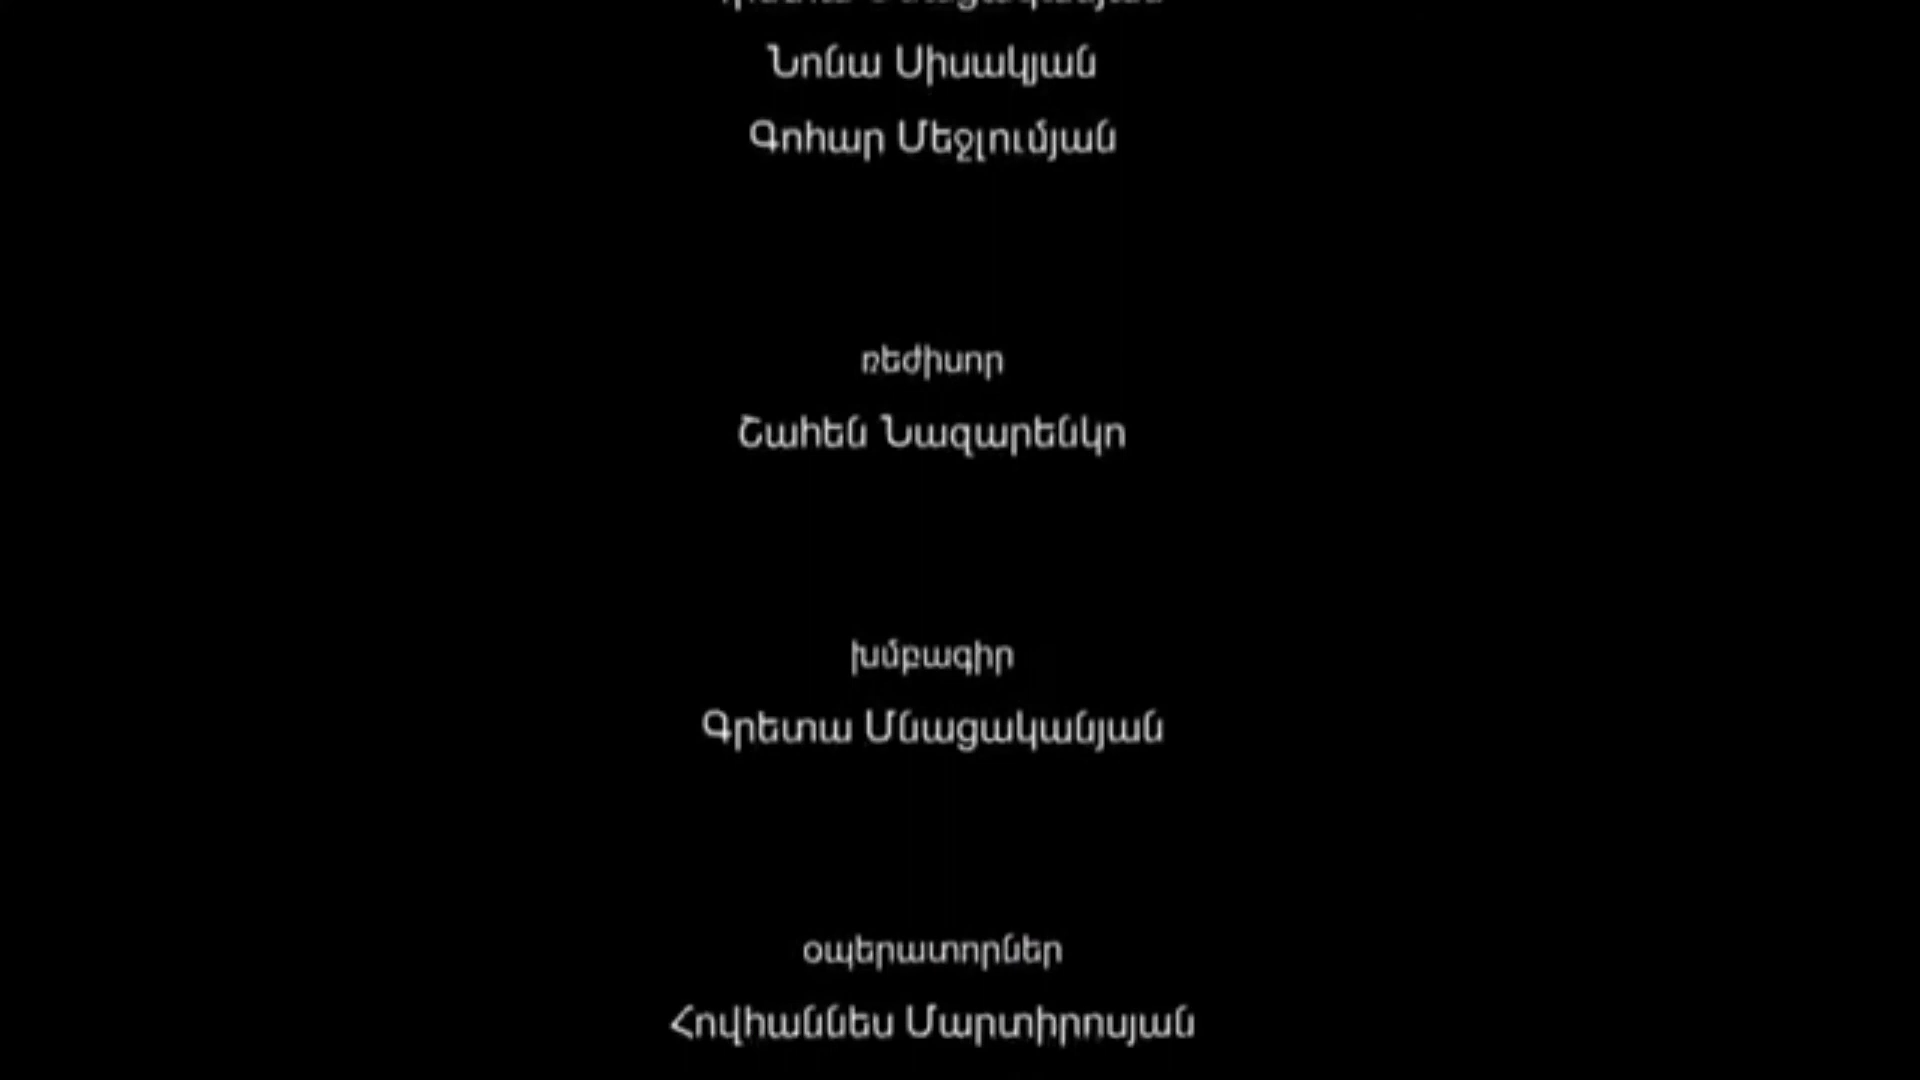 Նոնա Սիսակյան
Գոհար Մեջլումյան
ռեժիսոր
Շահեն Նազարենկո
խմբագիր
Գրետա Մնացականյան
օպերատորներ
Հովհաննես Մարտիրոսյան